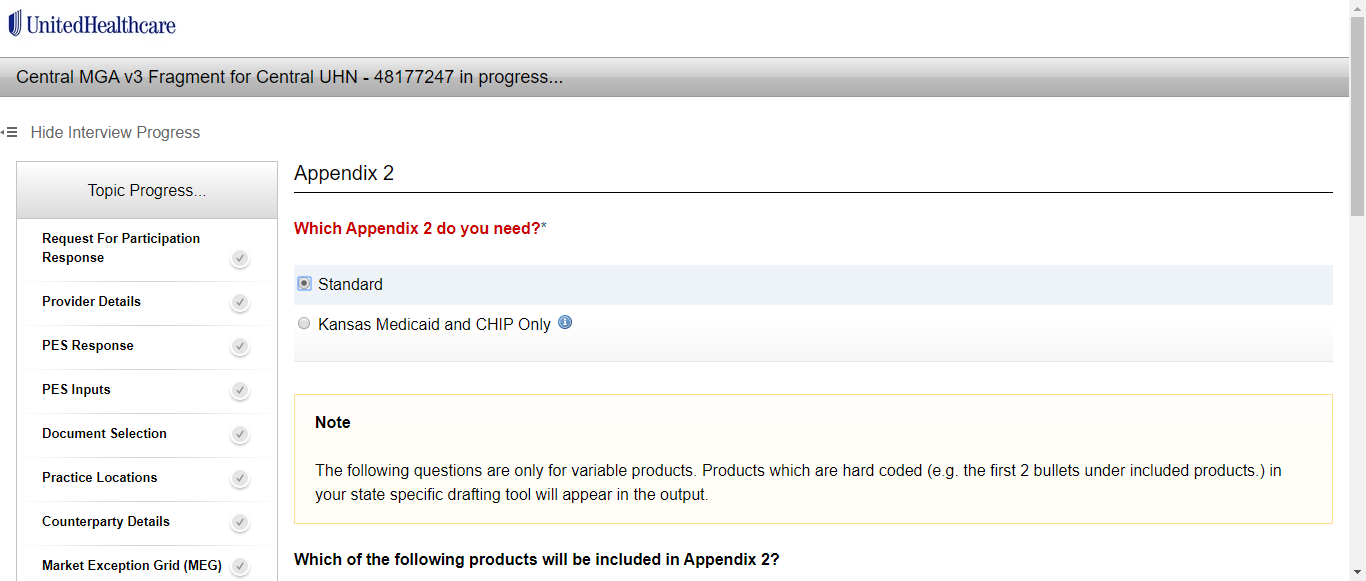 UnitedHealthcare
Central MGA v3 Fragment for Central UHN - 48177247 in progress...
Hide Interview Progress
Topic Progress...
Request For Participation
Response
Provider Details
PES Response
PES Inputs
Document Selection
Practice Locations
Counterparty Details
Market Exception Grid (MEG)
Appendix 2
Which Appendix 2 do you need?*
Standard
Kansas Medicaid and CHIP Only
Note
The following questions are only for variable products. Products which are hard coded (e.g. the first 2 bullets under included products.) in
your state specific drafting tool will appear in the output.
Which of the following products will be included in Appendix 2?